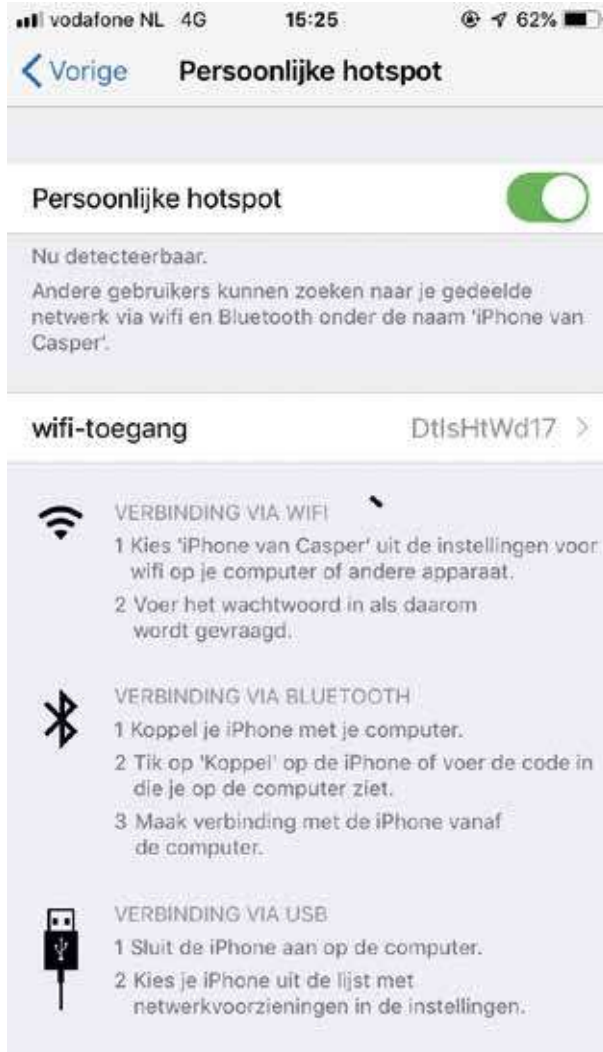 vodafone NL 4G 15:25 62%
Vorige Persoonlijke hotspot
Persoonlijke hotspot
Nu detecteerbaar.
Andere gebruikers kunnen zoeken naar je gedeelde
netwerk via wifi en Bluetooth onder de naam 'iPhone van
Casper'.
wifi-toegang DtIsHtWd17
VERBINDING VIA WIFI
1 Kies 'iPhone van Casper' uit de instellingen voor
wifi op je computer of andere apparaat.
2 Voer het wachtwoord in als daarom
wordt gevraagd.
VERBINDING VIA BLUETOOTH
1 Koppel je iPhone met je computer.
2 Tik op 'Koppel' op de iPhone of voer de code in
die je op de computer ziet.
3 Maak verbinding met de iPhone vanaf
de computer.
VERBINDING VIA USB
1 Sluit de iPhone aan op de computer.
2 Kies je iPhone uit de lijst met
netwerkvoorzieningen in de instellingen.